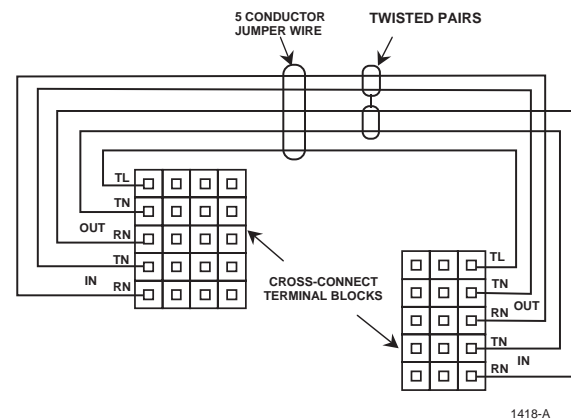 5 CONDUCTOR
JUMPER WIRE
TWISTED PAIRS
TL
TN
OUT RN
TN
IN RN
CROSS-CONNECT
TERMINAL BLOCKS
TL
TN
RN OUT
TN
RN IN
1418-A